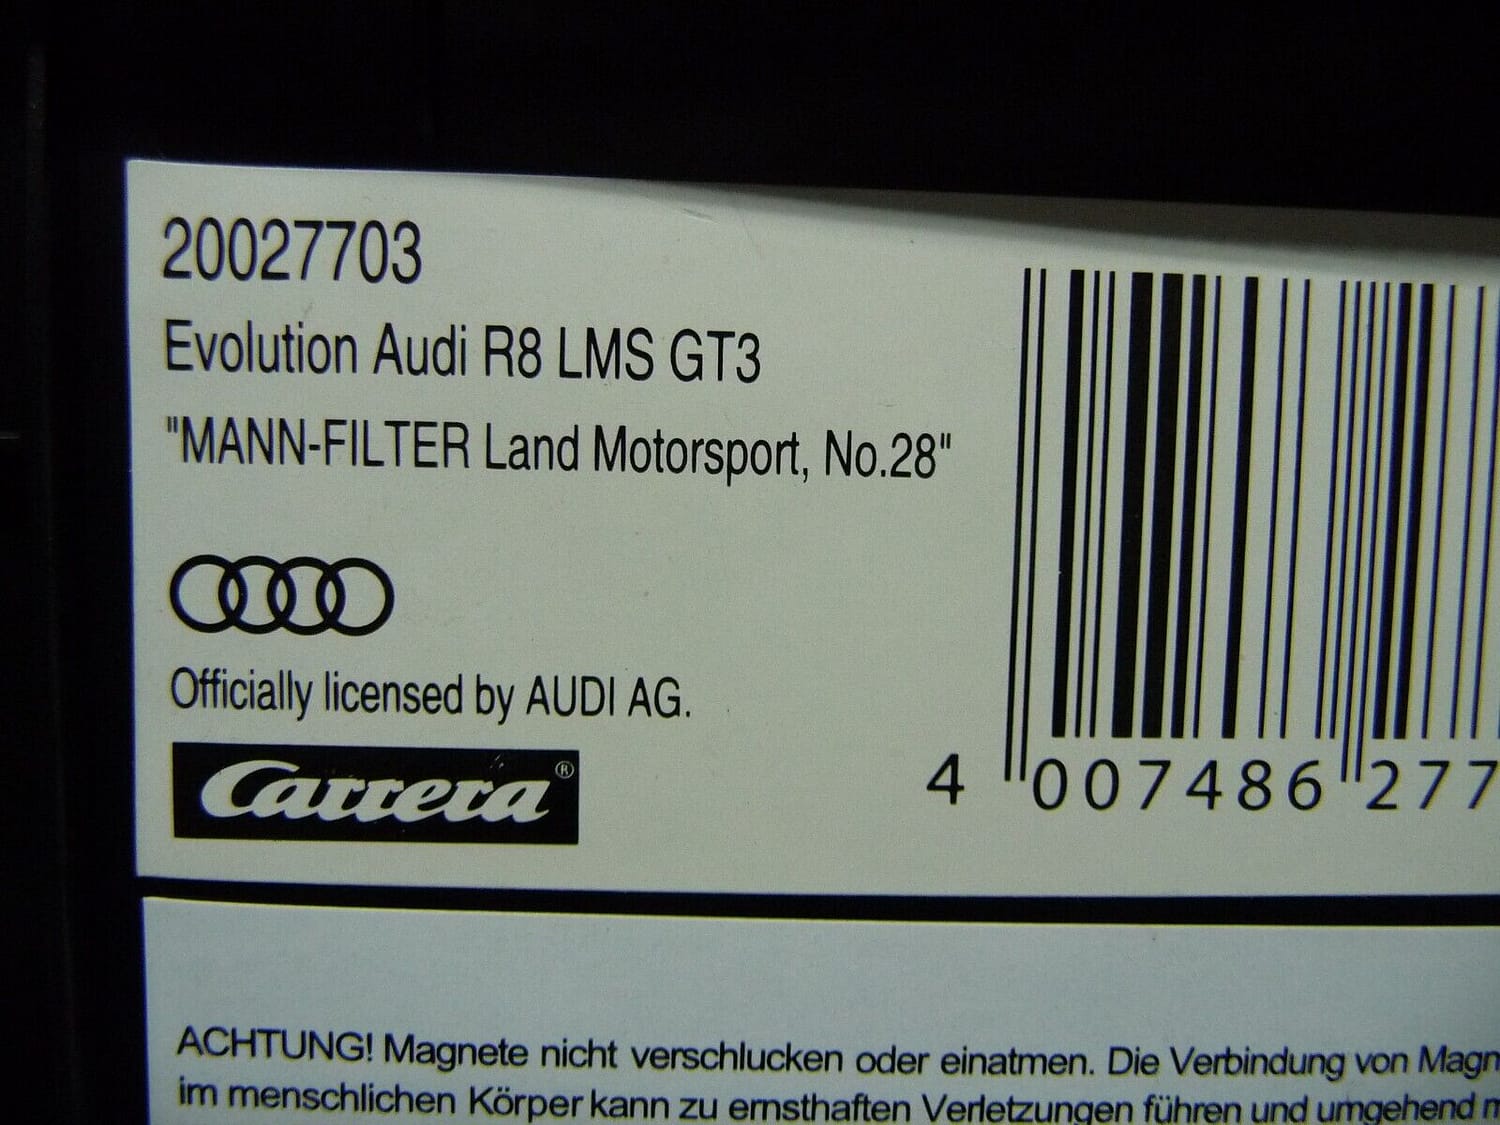 20027703
Evolution Audi R8 LMS GT3
"MANN-FILTER Land Motorsport, No.28"
Officially licensed by AUDI AG.
Carrera®
4 007486 277
ACHTUNG! Magnete nicht verschlucken oder einatmen. Die Verbindung von Magn
im menschlichen Körper kann zu ernsthaften Verletzungen führen und umgehend